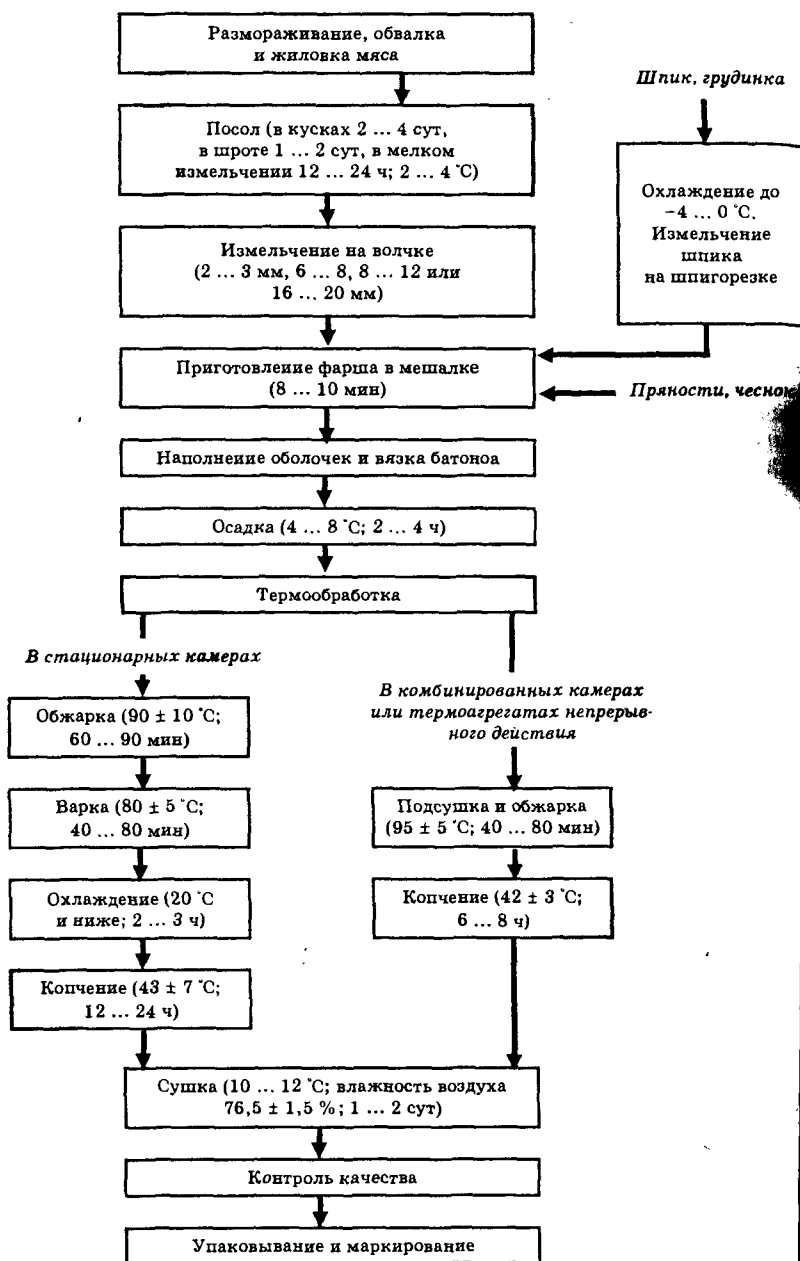 Размораживание, обвалка
и жиловка мяса
Шпик, грудинка
Посол (в кусках 2 ... 4 сут,
в шроте 1 ... 2 сут, в мелком
измельчении 12 ... 24 ч; 2 ... 4 °С)
Охлаждение до
−4 ... 0 °С.
Измельчение
шпика
на шпигорезке
Измельчение на волчке
(2 ... 3 мм, 6 ... 8, 8 ... 12 или
16 ... 20 мм)
Приготовление фарша в мешалке
(8 ... 10 мин)
Пряности, чеснок
Наполнение оболочек и вязка батоноа
Осадка (4 ... 8 °С; 2 ... 4 ч)
Термообработка
В стационарных камерах
Обжарка (90 ± 10 °С;
60 ... 90 мин)
Варка (80 ± 5 °С;
40 ... 80 мин)
Охлаждение (20 °С
и ниже; 2 ... 3 ч)
Копчение (43 ± 7 °С;
12 ... 24 ч)
В комбинированных камерах
или термоагрегатах непрерыв-
ного действия
Подсушка и обжарка
(95 ± 5 °С; 40 ... 80 мин)
Копчение (42 ± 3 °С;
6 ... 8 ч)
Сушка (10 ... 12 °С; влажность воздуха
76,5 ± 1,5 %; 1 ... 2 сут)
Контроль качества
Упаковывание и маркирование